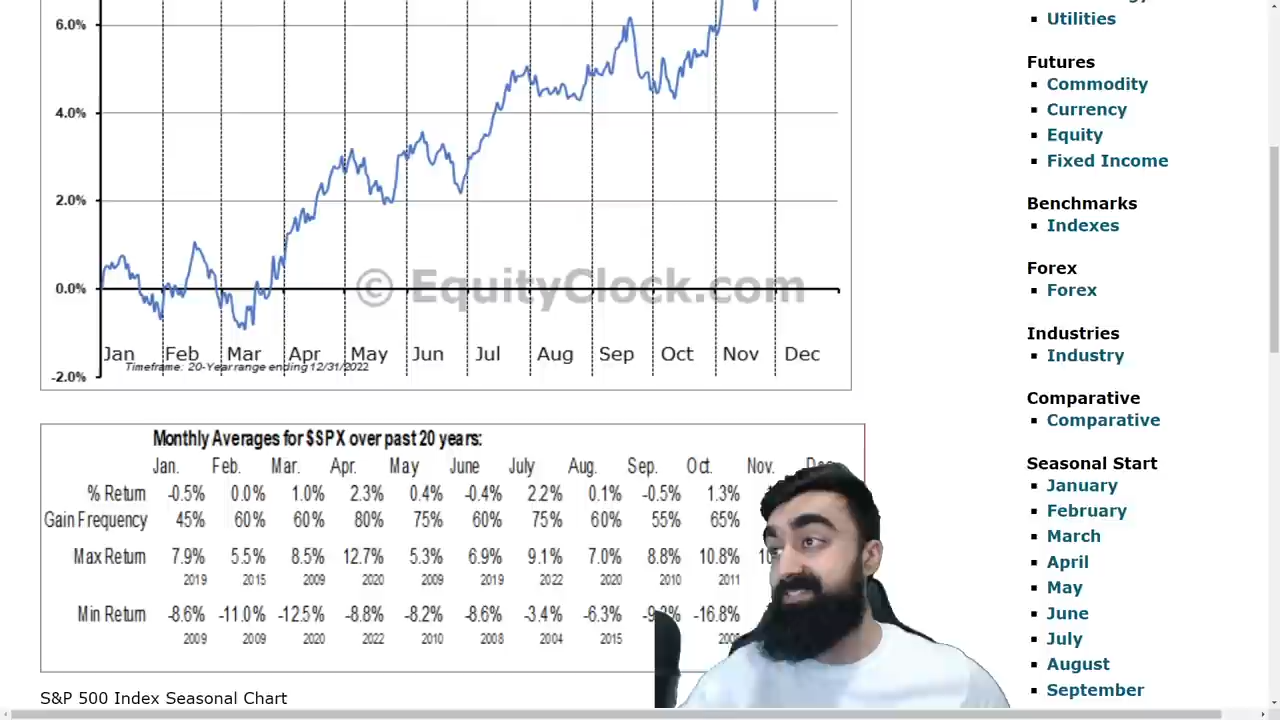 6.0%
4.0%
2.0%
0.0%
-2.0%
© EquityClock.com
Jan Feb Mar Apr May Jun Jul Aug Sep Oct Nov Dec
Timeframe: 20-Year range ending 12/31/2022
Monthly Averages for $SPX over past 20 years:
Jan. Feb. Mar. Apr. May June July Aug. Sep. Oct. Nov.
% Return -0.5% 0.0% 1.0% 2.3% 0.4% -0.4% 2.2% 0.1% -0.5% 1.3%
Gain Frequency 45% 60% 60% 80% 75% 60% 75% 60% 55% 65%
Max Return 7.9% 5.5% 8.5% 12.7% 5.3% 6.9% 9.1% 7.0% 8.8% 10.8%
2019 2015 2009 2020 2009 2019 2022 2020 2010 2011
Min Return -8.6% -11.0% -12.5% -8.8% -8.2% -8.6% -3.4% -6.3% -16.8%
2009 2009 2020 2022 2010 2008 2004 2015
S&P 500 Index Seasonal Chart
Utilities
Futures
Commodity
Currency
Equity
Fixed Income
Benchmarks
Indexes
Forex
Forex
Industries
Industry
Comparative
Comparative
Seasonal Start
January
February
March
April
May
June
July
August
September